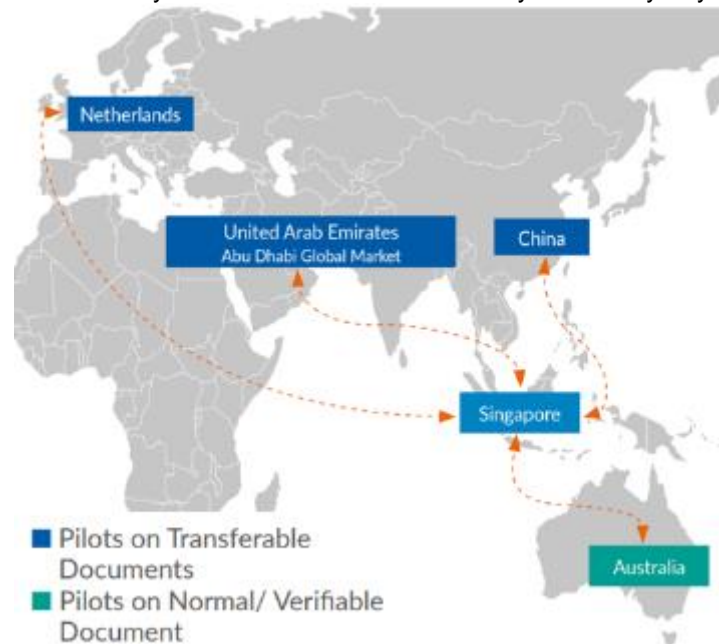 Netherlands
United Arab Emirates
Abu Dhabi Global Market
China
Singapore
Australia
Pilots on Transferable
Documents
Pilots on Normal/ Verifiable
Document